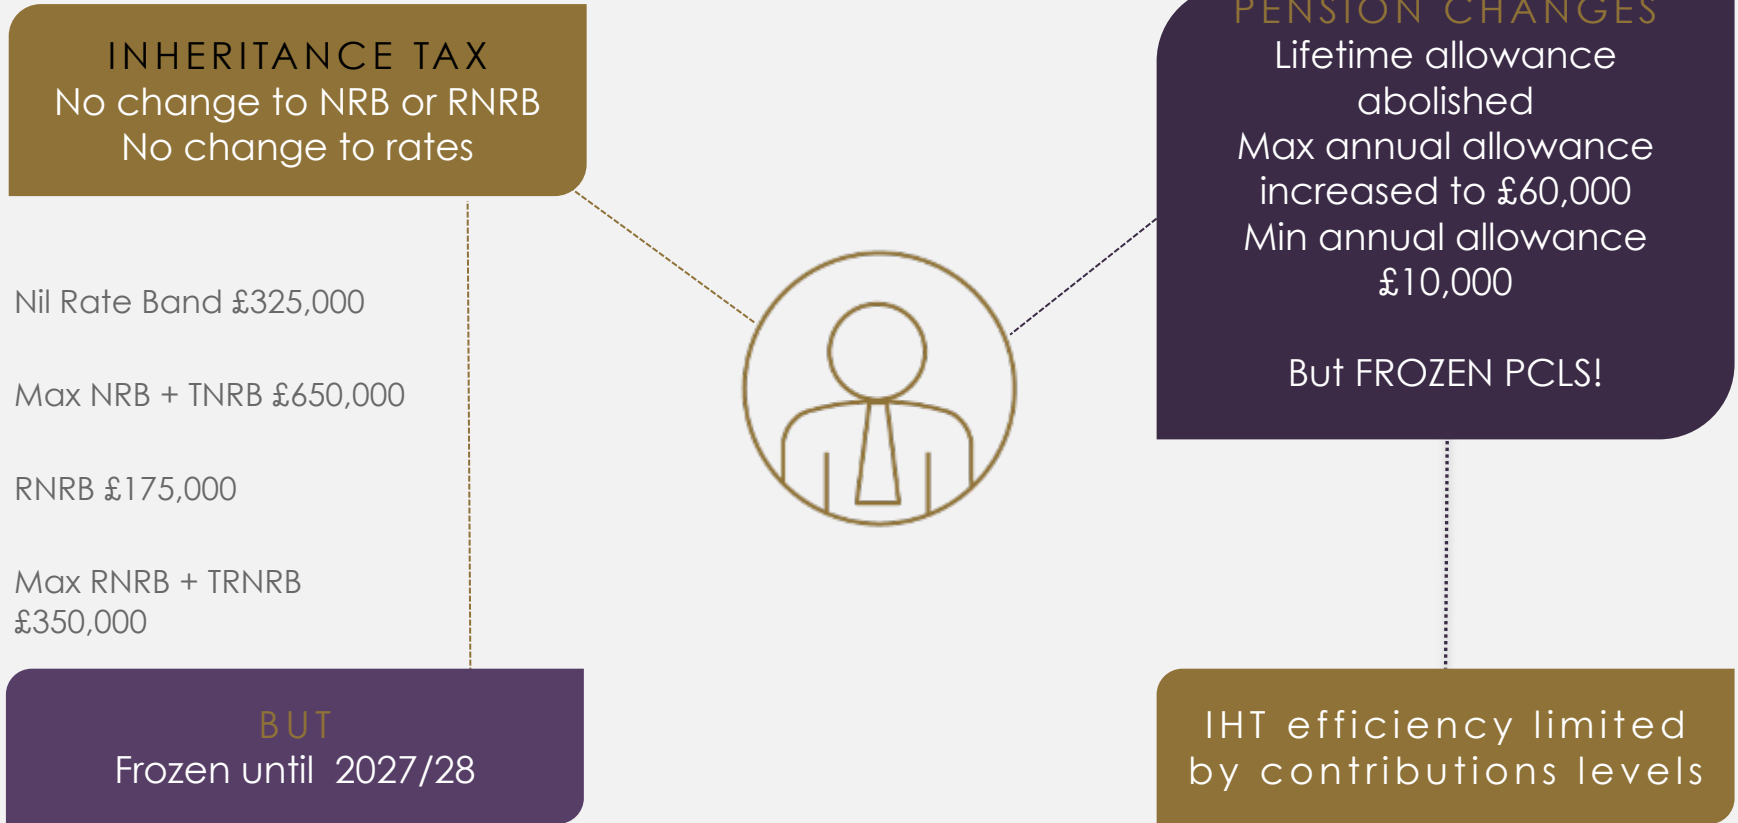 INHERITANCE TAX
No change to NRB or RNRB
No change to rates
Nil Rate Band £325,000
Max NRB + TNRB £650,000
RNRB £175,000
Max RNRB + TRNRB
£350,000
BUT
Frozen until 2027/28
PENSION CHANGES
Lifetime allowance
abolished
Max annual allowance
increased to £60,000
Min annual allowance
£10,000
But FROZEN PCLS!
IHT efficiency limited
by contributions levels